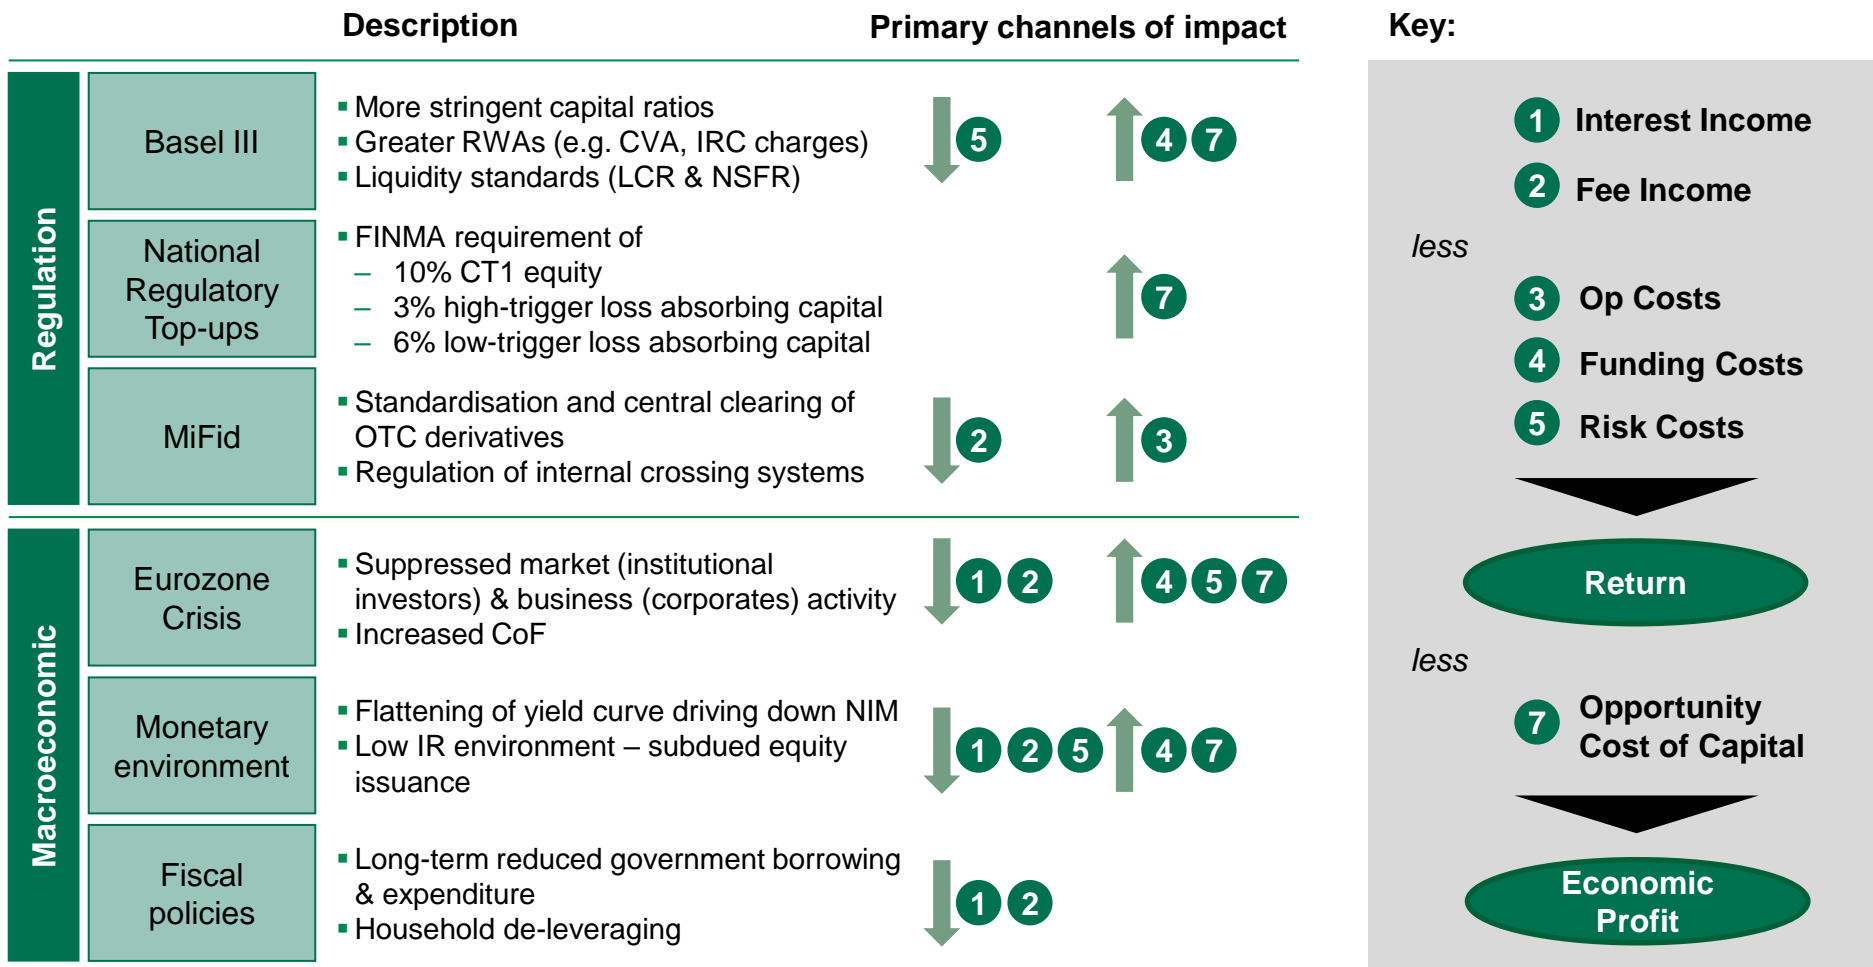 Description
Primary channels of impact
Key:
Regulation
Basel III
▪ More stringent capital ratios
▪ Greater RWAs (e.g. CVA, IRC charges)
▪ Liquidity standards (LCR & NSFR)
5
4 7
National
Regulatory
Top-ups
▪ FINMA requirement of
– 10% CT1 equity
– 3% high-trigger loss absorbing capital
– 6% low-trigger loss absorbing capital
7
MiFid
▪ Standardisation and central clearing of
OTC derivatives
▪ Regulation of internal crossing systems
2
3
Macroeconomic
Eurozone
Crisis
▪ Suppressed market (institutional
investors) & business (corporates) activity
▪ Increased CoF
1 2
4 5 7
Monetary
environment
▪ Flattening of yield curve driving down NIM
▪ Low IR environment – subdued equity
issuance
1 2 5
4 7
Fiscal
policies
▪ Long-term reduced government borrowing
& expenditure
▪ Household de-leveraging
1 2
1 Interest Income
2 Fee Income
less
3 Op Costs
4 Funding Costs
5 Risk Costs
Return
less
7 Opportunity
Cost of Capital
Economic
Profit